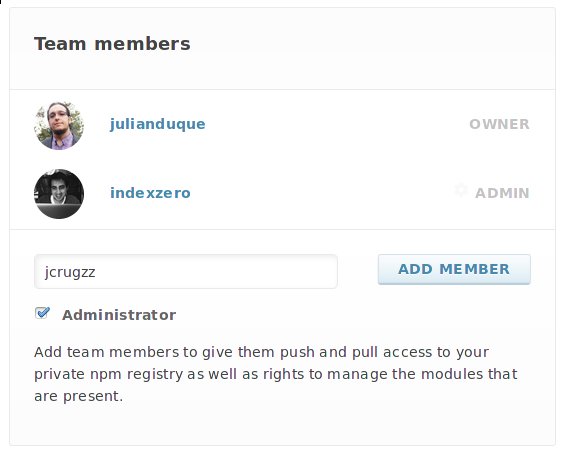 Team members
julianduque OWNER
indexzero ADMIN
jcrugzz ADD MEMBER
Administrator
Add team members to give them push and pull access to your
private npm registry as well as rights to manage the modules that
are present.